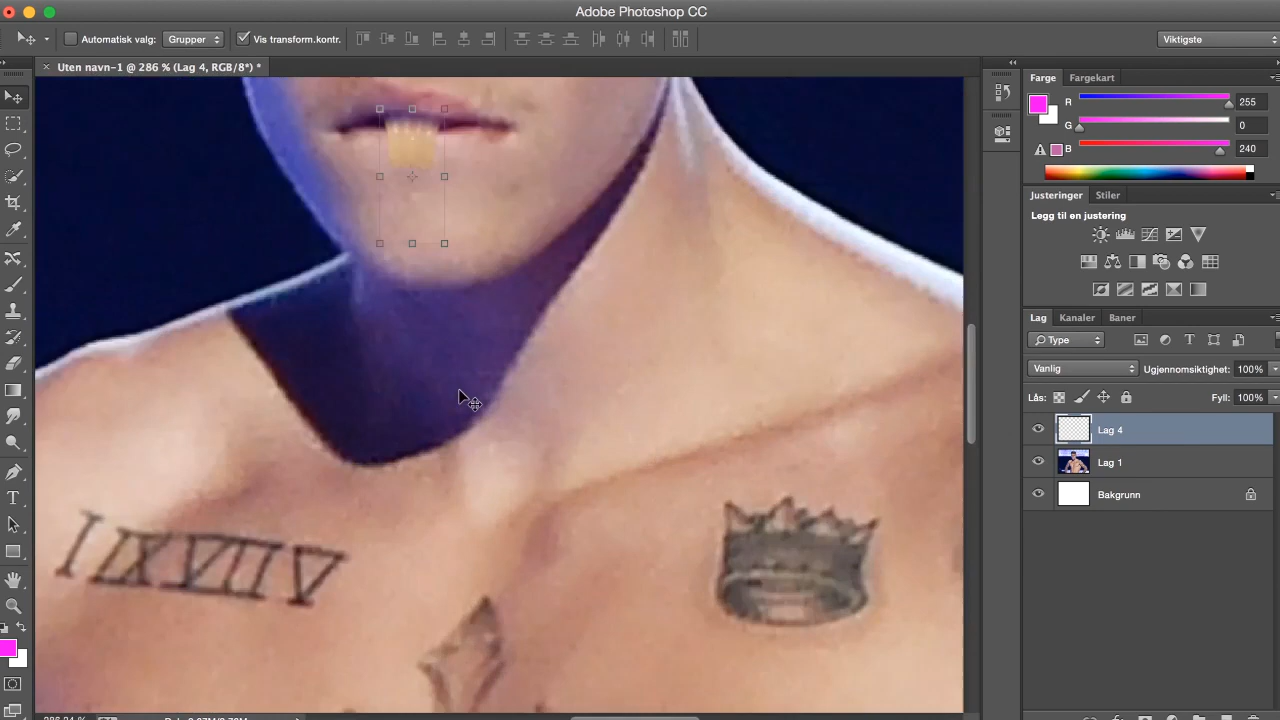 Adobe Photoshop CC
Automatisk valg: Grupper Vis transform.kontr. Viktigste
× Uten navn-1 @ 286 % (Lag 4, RGB/8*) *
Farge Fargekart
R 255
G 0
B 240
Justeringer Stiler
Legg til en justering
Lag Kanaler Baner
Type
Vanlig Ugjennomsiktighet: 100%
Lås: Fyll: 100%
Lag 4
Lag 1
Bakgrunn
IIXVIIV